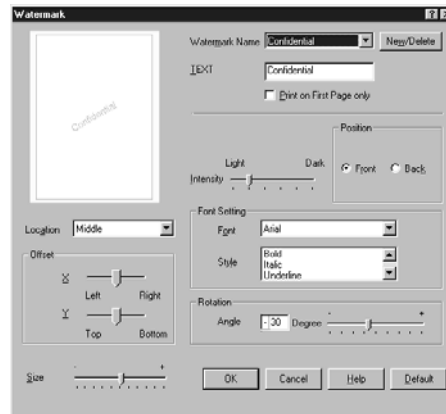 Watermark
Watermark Name
Confidential
New/Delete
TEXT
Confidential
Print on First Page only
Confidential
Position
Light
Dark
Intensity
Front
Back
Location
Middle
Font Setting
Font
Arial
Style
Bold
Italic
Underline
Offset
X
Left
Right
Y
Top
Bottom
Rotation
Angle
- 30
Degree
-
+
Size
-
+
OK
Cancel
Help
Default